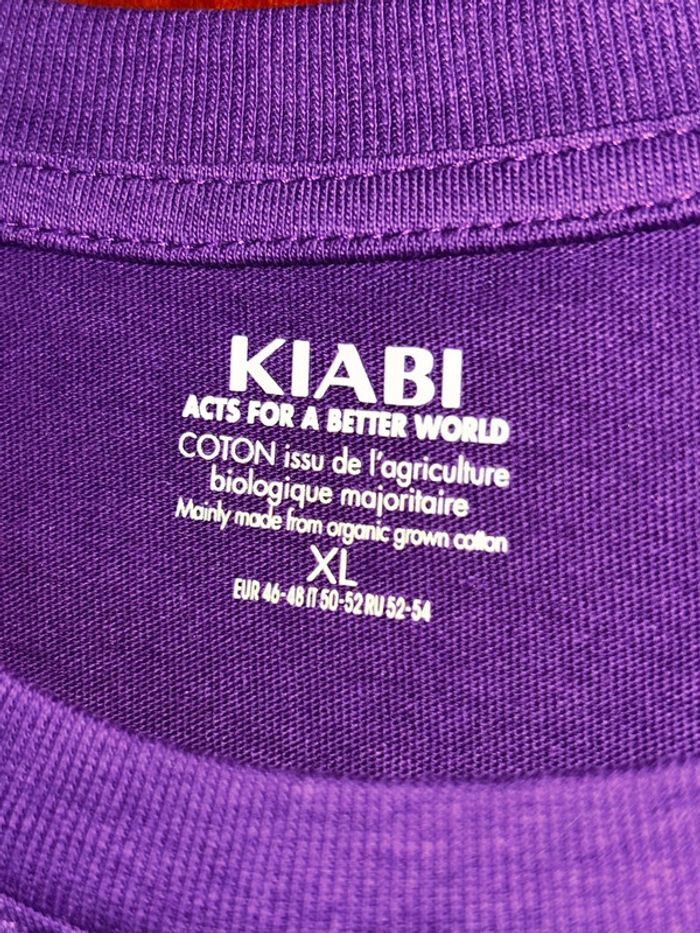 KIABI
ACTS FOR A BETTER WORLD
COTON issu de l'agriculture
biologique majoritaire
Mainly made from organic grown cotton
XL
EUR 46-48 IT 50-52 RU 52-54